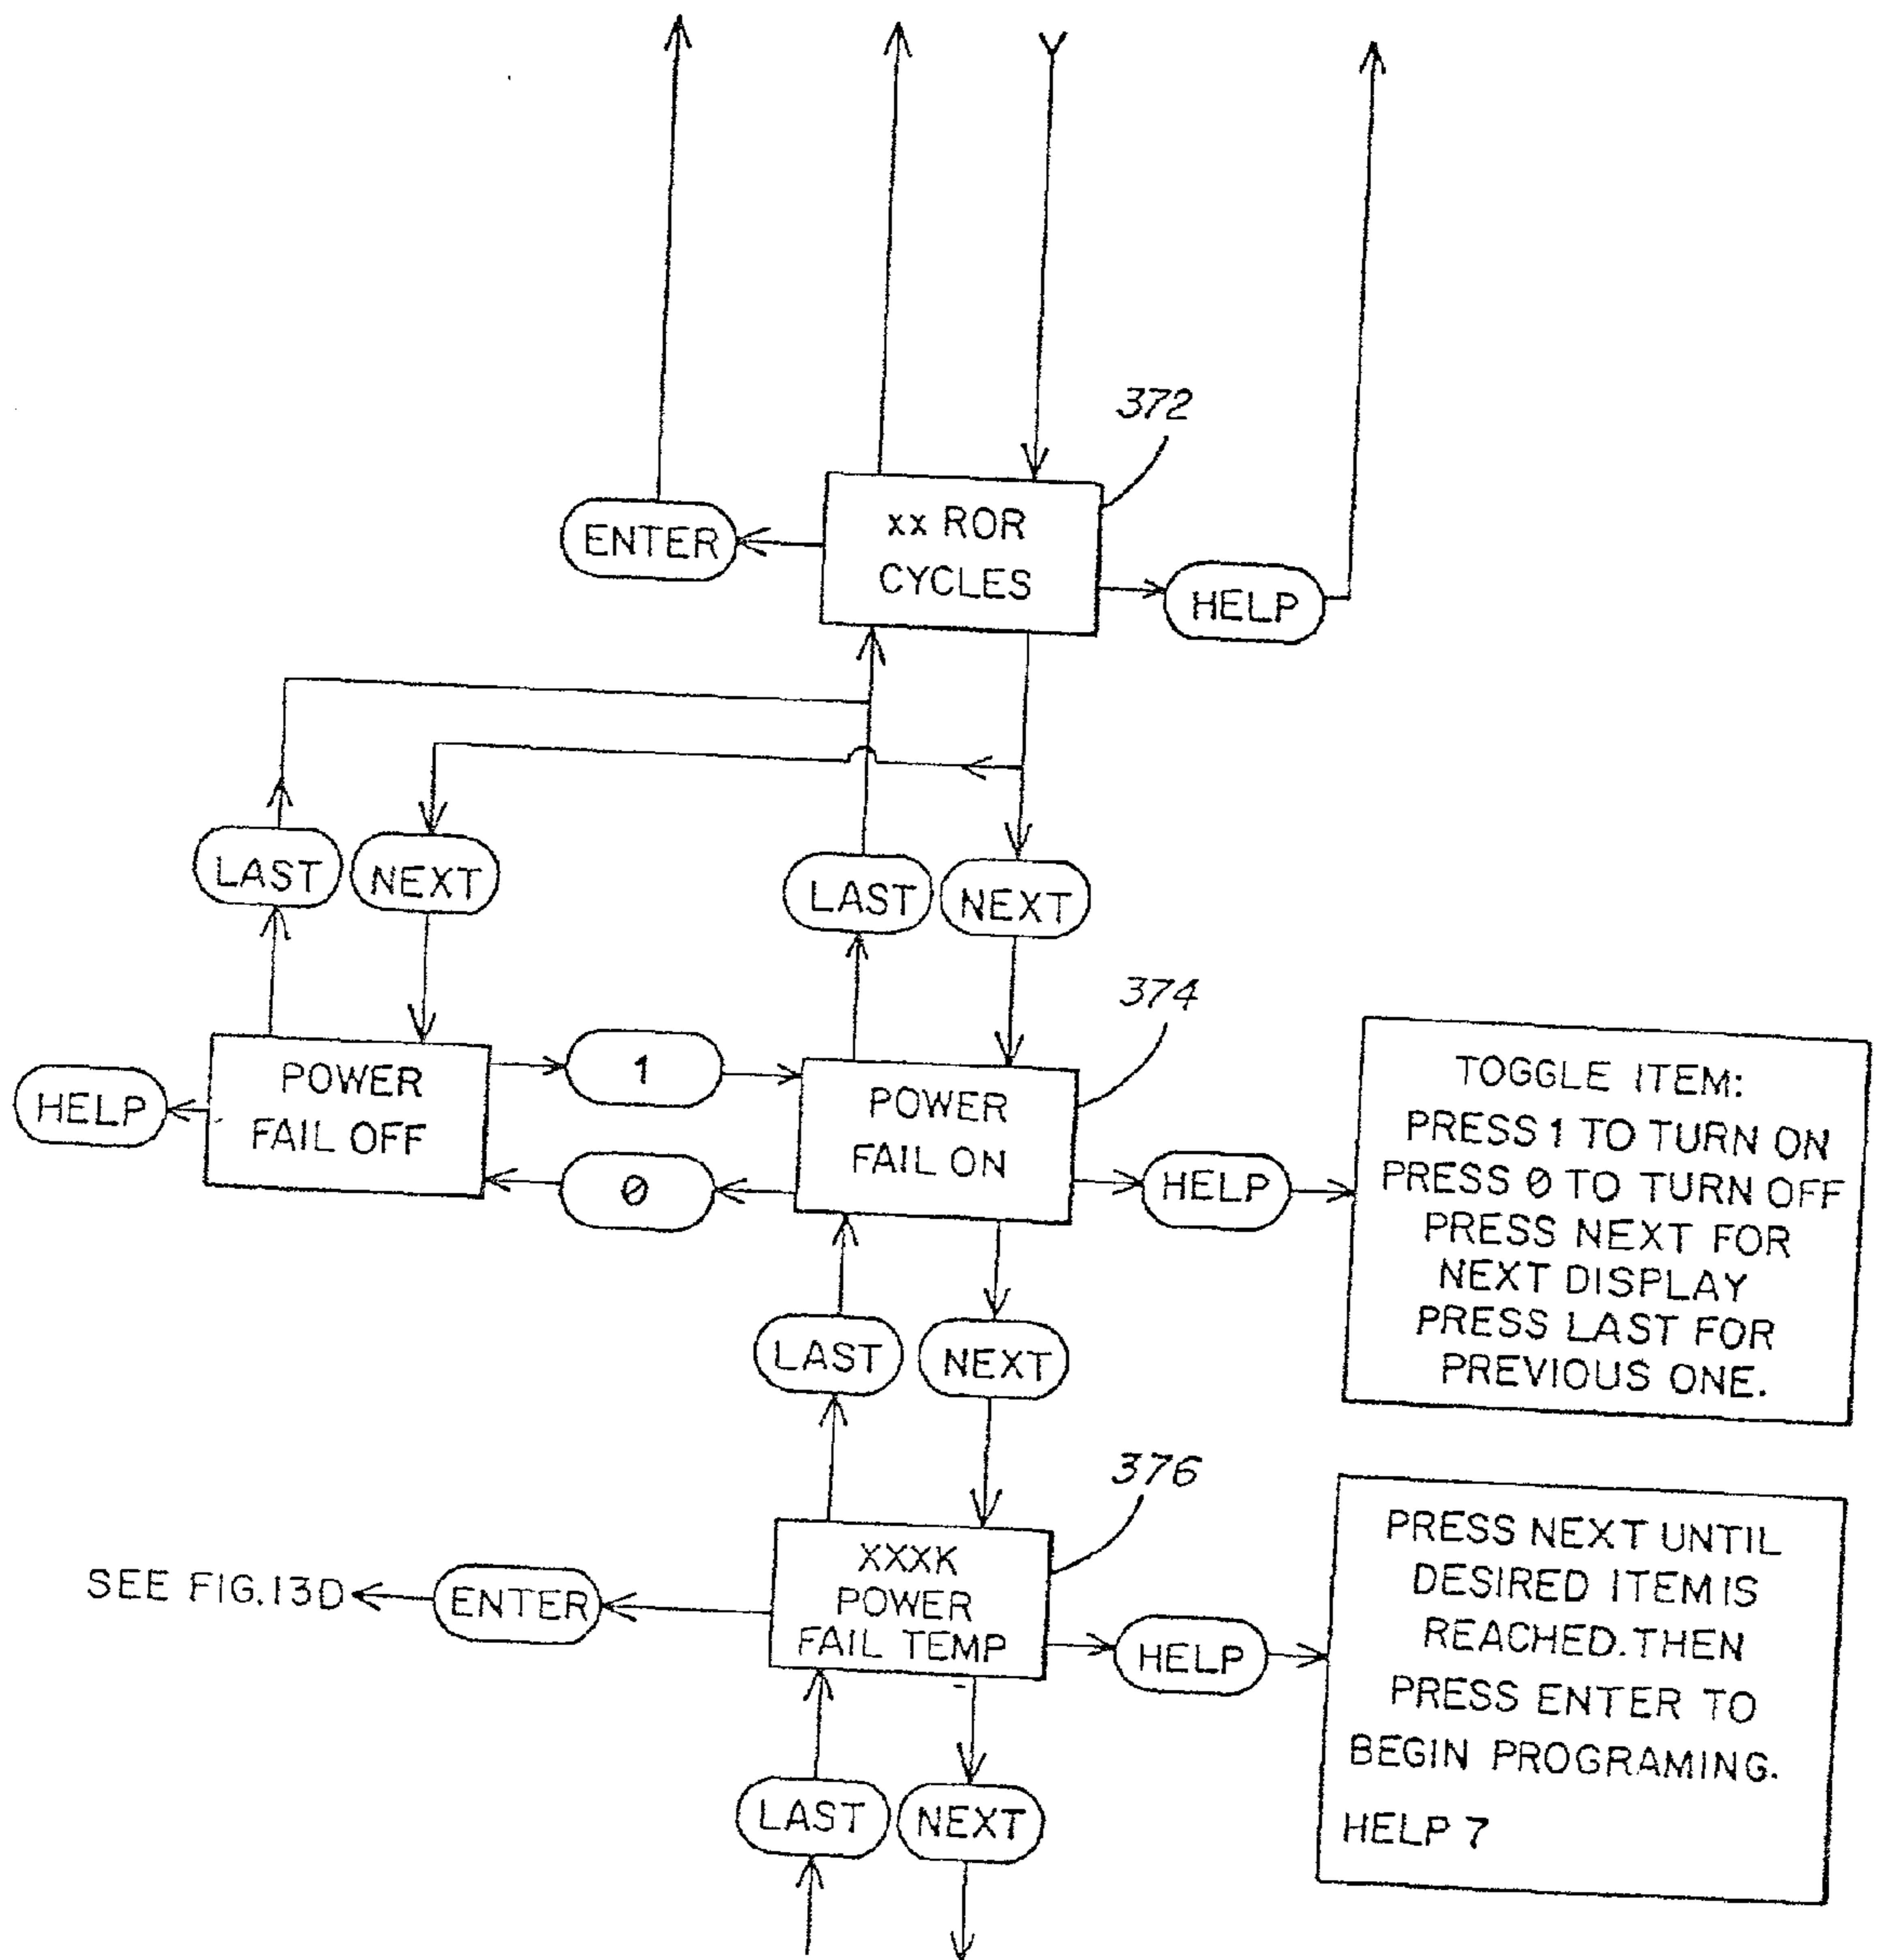 372
xx ROR
CYCLES
ENTER
HELP
LAST
NEXT
LAST
NEXT
374
POWER
FAIL OFF
HELP
1
0
POWER
FAIL ON
HELP
TOGGLE ITEM:
PRESS 1 TO TURN ON
PRESS 0 TO TURN OFF
PRESS NEXT FOR
NEXT DISPLAY
PRESS LAST FOR
PREVIOUS ONE.
LAST
NEXT
376
SEE FIG.13D
ENTER
XXXK
POWER
FAIL TEMP
HELP
PRESS NEXT UNTIL
DESIRED ITEM IS
REACHED. THEN
PRESS ENTER TO
BEGIN PROGRAMING.
HELP 7
LAST
NEXT